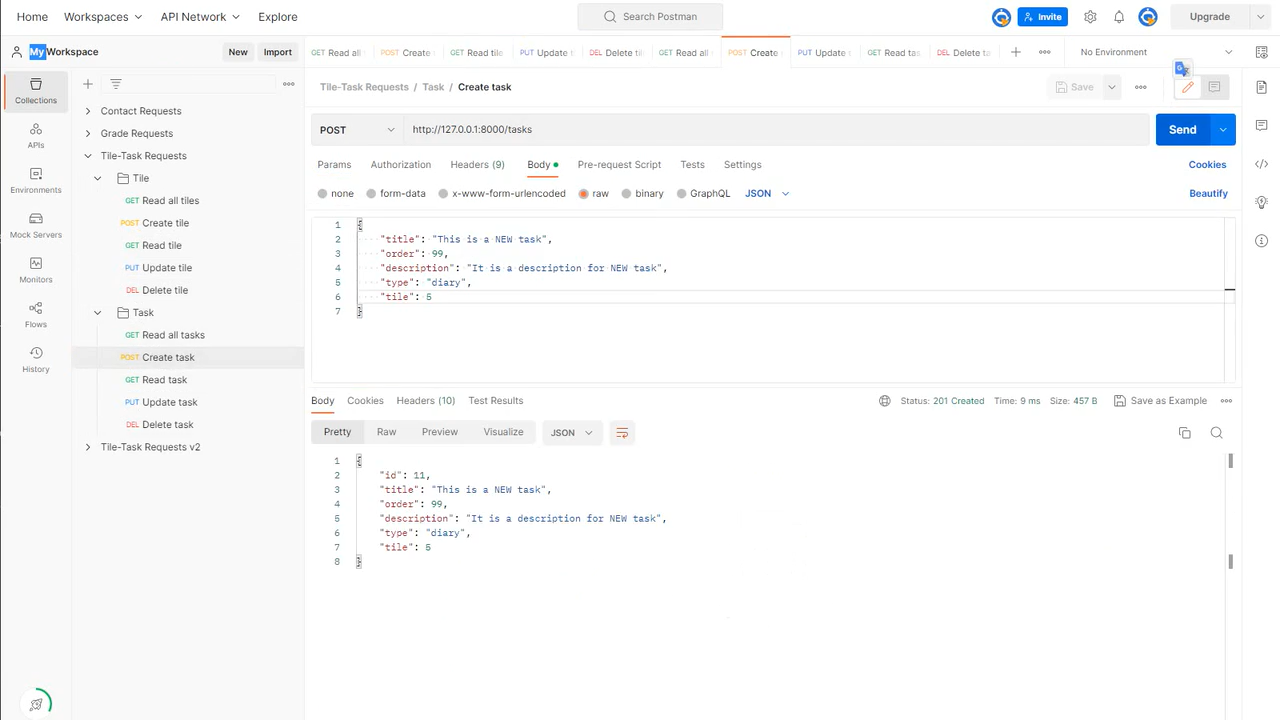 Home Workspaces API Network Explore Search Postman Invite Upgrade
My Workspace New Import GET Read all POST Create GET Read tile PUT Update t DEL Delete tile GET Read all POST Create PUT Update GET Read tas DEL Delete ta No Environment
Collections
APIs
Environments
Mock Servers
Monitors
Flows
History
Contact Requests
Grade Requests
Tile-Task Requests
Tile
GET Read all tiles
POST Create tile
GET Read tile
PUT Update tile
DEL Delete tile
Task
GET Read all tasks
POST Create task
GET Read task
PUT Update task
DEL Delete task
Tile-Task Requests v2
Tile-Task Requests / Task / Create task Save
POST http://127.0.0.1:8000/tasks Send
Params Authorization Headers (9) Body Pre-request Script Tests Settings Cookies
none form-data x-www-form-urlencoded raw binary GraphQL JSON Beautify
1 {
2 "title": "This is a NEW task",
3 "order": 99,
4 "description": "It is a description for NEW task",
5 "type": "diary",
6 "tile": 5
7 }
Body Cookies Headers (10) Test Results Status: 201 Created Time: 9 ms Size: 457 B Save as Example
Pretty Raw Preview Visualize JSON
1 {
2 "id": 11,
3 "title": "This is a NEW task",
4 "order": 99,
5 "description": "It is a description for NEW task",
6 "type": "diary",
7 "tile": 5
8 }